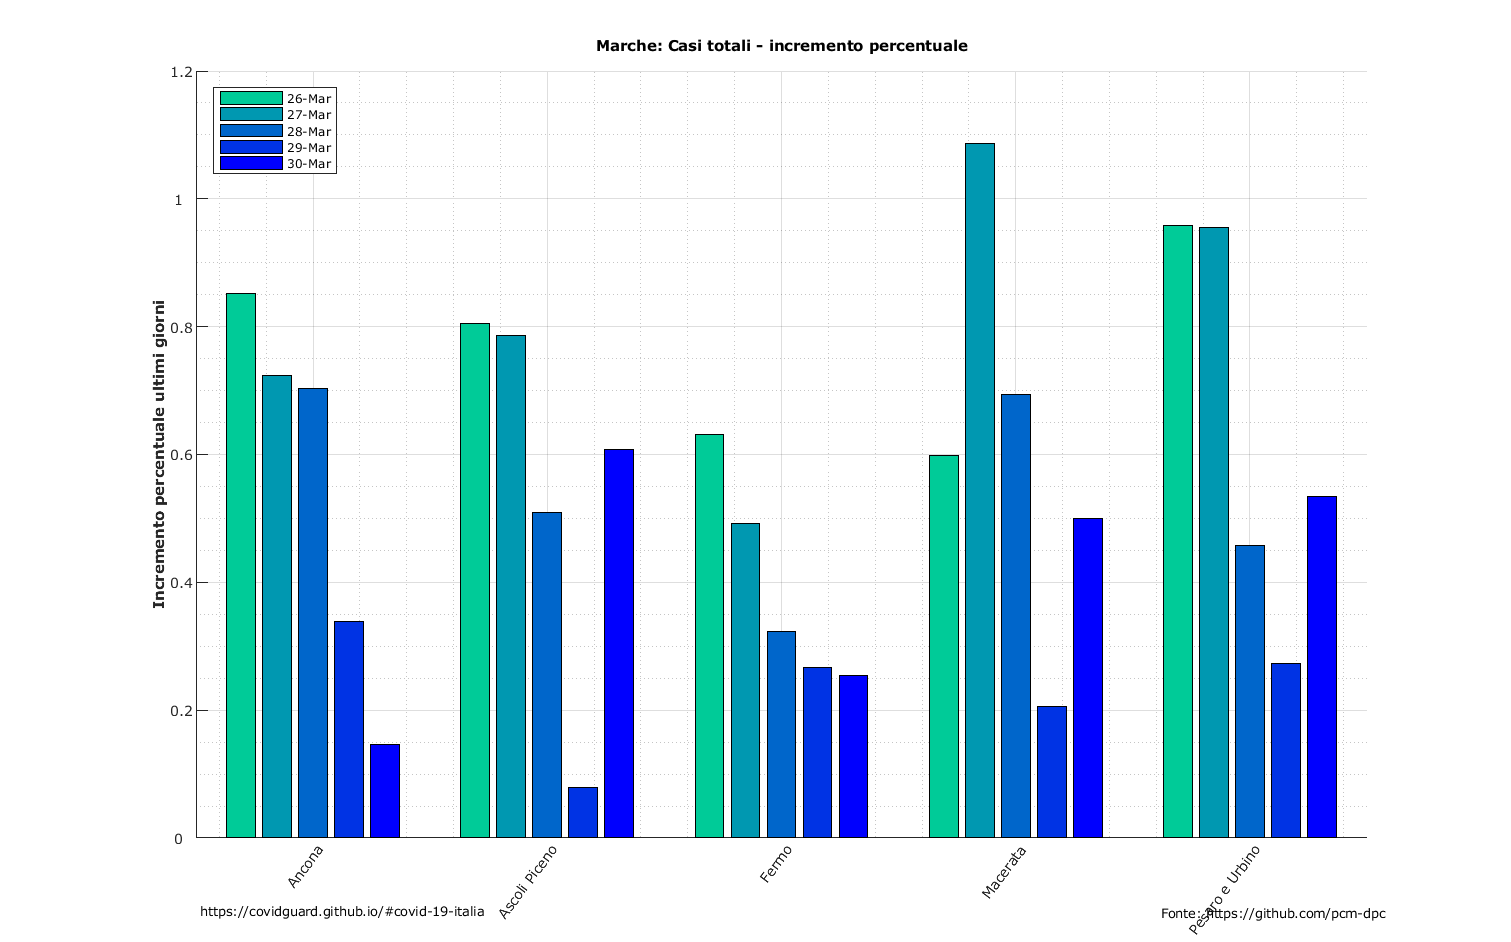 Marche: Casi totali - incremento percentuale
Incremento percentuale ultimi giorni
1.2
1
0.8
0.6
0.4
0.2
0
26-Mar
27-Mar
28-Mar
29-Mar
30-Mar
Ancona
Ascoli Piceno
Fermo
Macerata
Pesaro e Urbino
https://covidguard.github.io/#covid-19-italia
Fonte: https://github.com/pcm-dpc